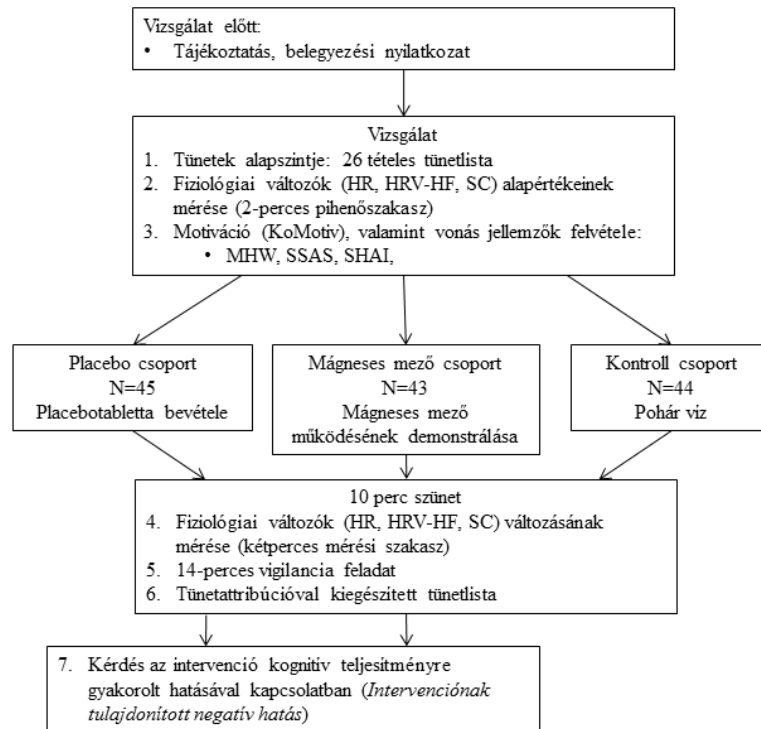 Vizsgálat előtt:
• Tájékoztatás, belegyezési nyilatkozat
Vizsgálat
1. Tünetek alapszintje: 26 tételes tünetlista
2. Fiziológiai változók (HR, HRV-HF, SC) alapértékeinek
mérése (2-perces pihenőszakasz)
3. Motiváció (KoMotiv), valamint vonás jellemzők felvétele:
• MHW, SSAS, SHAI,
Placebo csoport
N=45
Placebotabletta bevétele
Mágneses mező csoport
N=43
Mágneses mező
működésének demonstrálása
Kontroll csoport
N=44
Pohár viz
10 perc szünet
4. Fiziológiai változók (HR, HRV-HF, SC) változásának
mérése (kétperces mérési szakasz)
5. 14-perces vigilancia feladat
6. Tünetattribúcióval kiegészített tünetlista
7. Kérdés az intervenció kognitív teljesítményre
gyakorolt hatásával kapcsolatban (Intervenciónak
tulajdonított negatív hatás)